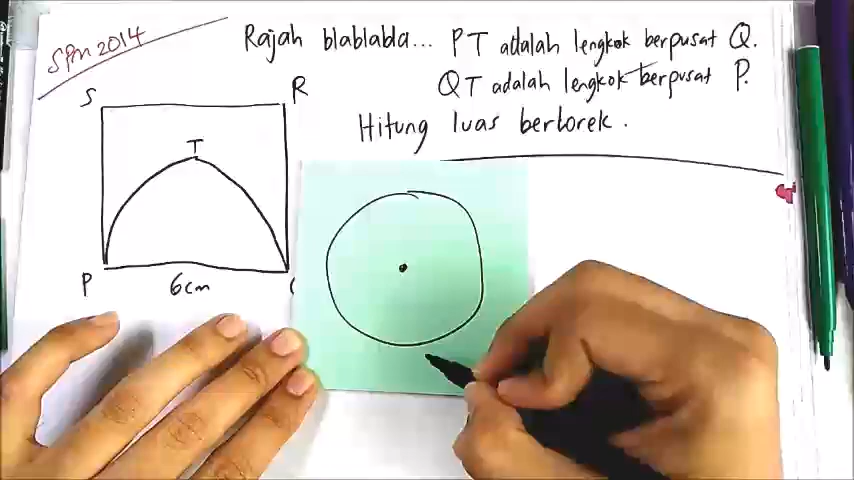 SPM 2014
Rajah blablabla... PT adalah lengkok berpusat Q.
QT adalah lengkok berpusat P.
Hitung luas berlorek.
S
R
T
P
6cm